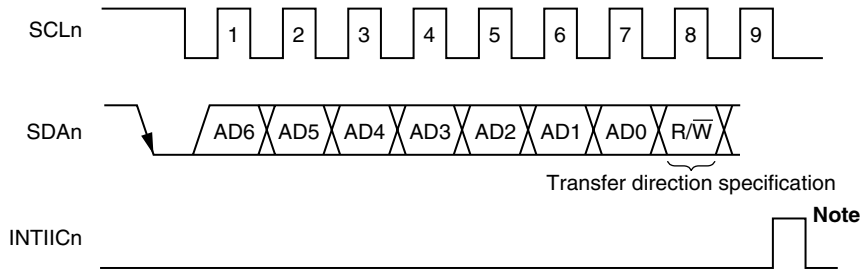 SCLn
1 2 3 4 5 6 7 8 9
SDAn
AD6 AD5 AD4 AD3 AD2 AD1 AD0 R/W̅
Transfer direction specification
Note
INTIICn